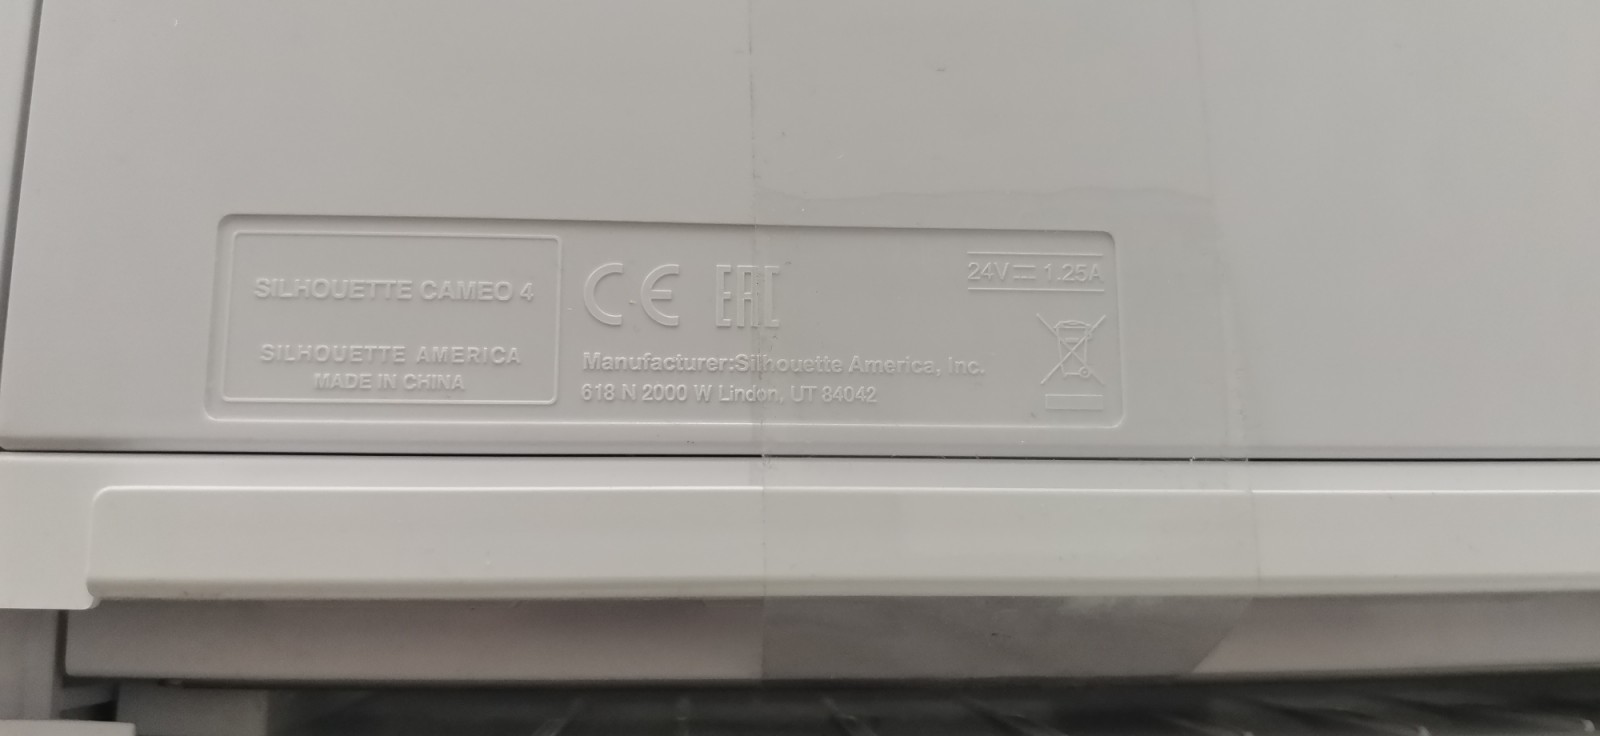 SILHOUETTE CAMEO 4
SILHOUETTE AMERICA
MADE IN CHINA
CE EAC
Manufacturer:Silhouette America, Inc.
618 N 2000 W Lindon, UT 84042
24V⎓1.25A